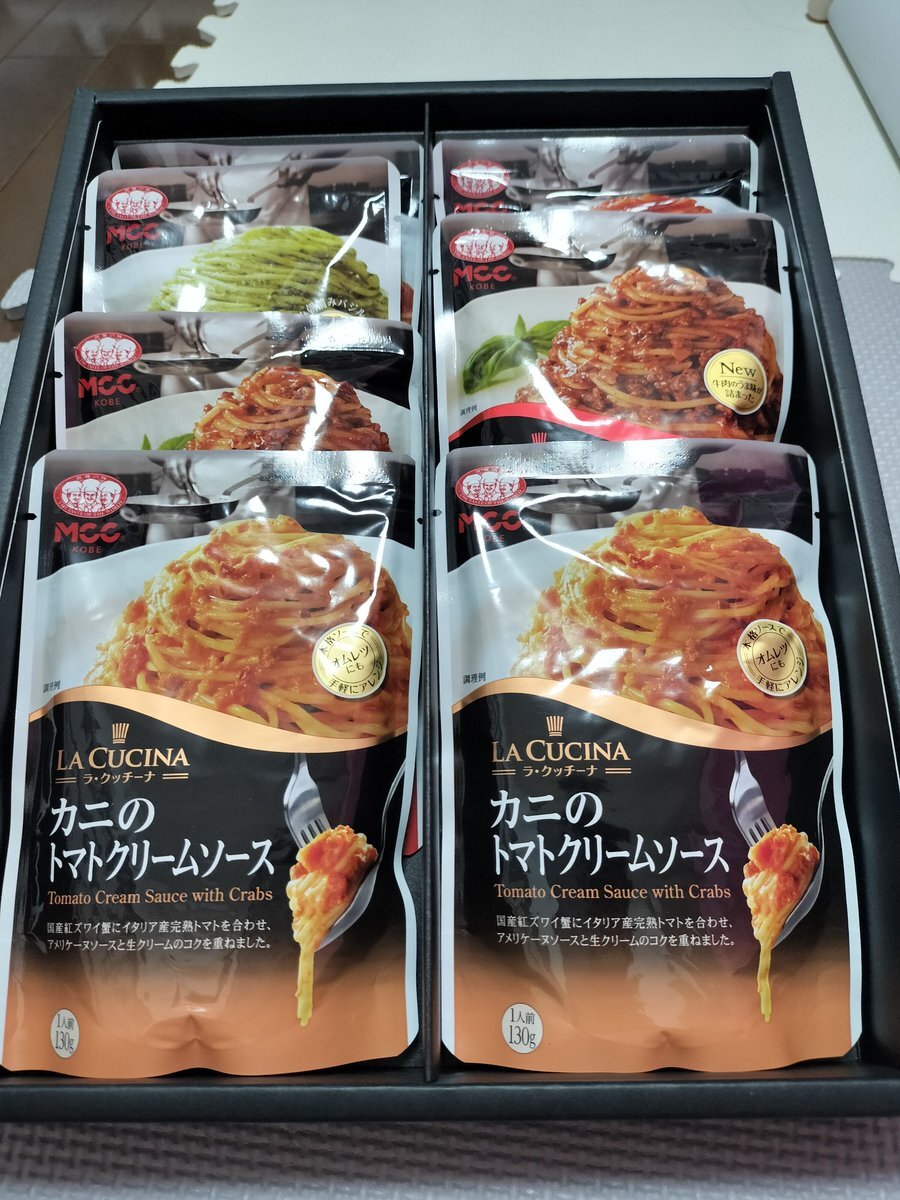 MCC
KOBE
MCC
KOBE
MCC
KOBE
MCC
調理例
New
牛肉のうま味が
詰まった
MCC
KOBE
調理例
本格ソースで
オムレツ
にも
手軽にアレンジ
LA CUCINA
ラ・クッチーナ
カニの
トマトクリームソース
Tomato Cream Sauce with Crabs
国産紅ズワイ蟹にイタリア産完熟トマトを合わせ、
アメリケーヌソースと生クリームのコクを重ねました。
1人前
130g
MCC
KOBE
調理例
本格ソースで
オムレツ
にも
手軽にアレンジ
LA CUCINA
ラ・クッチーナ
カニの
トマトクリームソース
Tomato Cream Sauce with Crabs
国産紅ズワイ蟹にイタリア産完熟トマトを合わせ、
アメリケーヌソースと生クリームのコクを重ねました。
1人前
130g